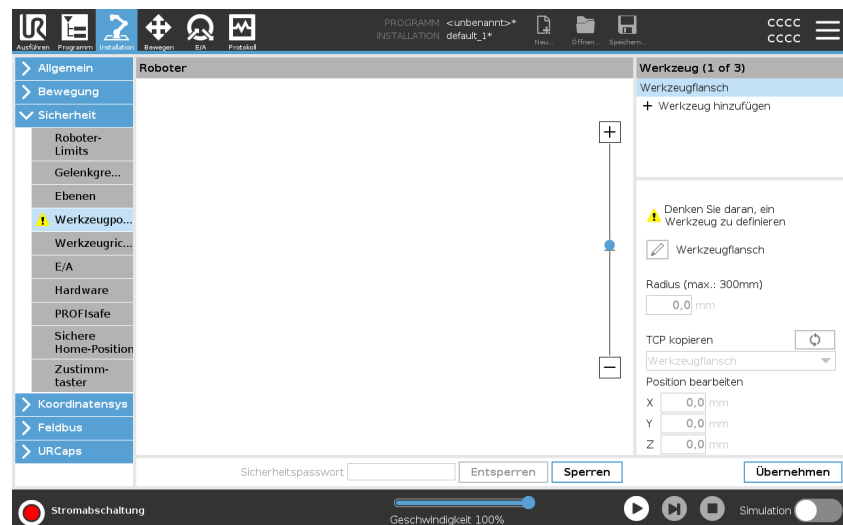 PROGRAMM <unbenannt>*
INSTALLATION default_1*
Ausführen Programm Installation Bewegen E/A Protokoll
Neu... Öffnen... Speichern...
cccc
cccc
Allgemein
Bewegung
Sicherheit
Roboter-
Limits
Gelenkgre...
Ebenen
Werkzeugpo...
Werkzeugric...
E/A
Hardware
PROFIsafe
Sichere
Home-Position
Zustimm-
taster
Koordinatensys
Feldbus
URCaps
Roboter
Werkzeug (1 of 3)
Werkzeugflansch
+ Werkzeug hinzufügen
Denken Sie daran, ein
Werkzeug zu definieren
Werkzeugflansch
Radius (max.: 300mm)
0,0 mm
TCP kopieren
Werkzeugflansch
Position bearbeiten
X 0,0 mm
Y 0,0 mm
Z 0,0 mm
Sicherheitspasswort Entsperren Sperren Übernehmen
Stromabschaltung
Geschwindigkeit 100%
Simulation